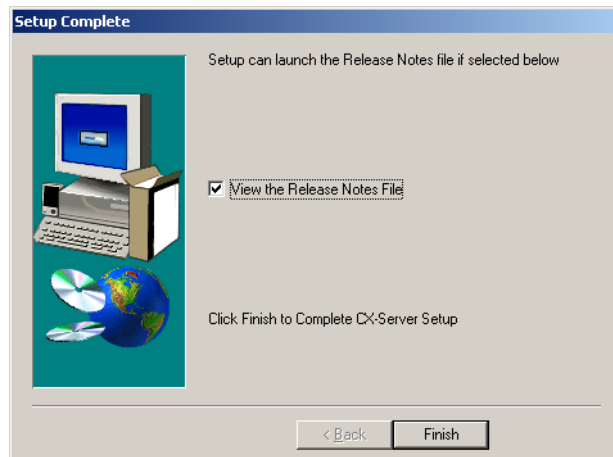 Setup Complete
Setup can launch the Release Notes file if selected below
View the Release Notes File
Click Finish to Complete CX-Server Setup
< Back
Finish